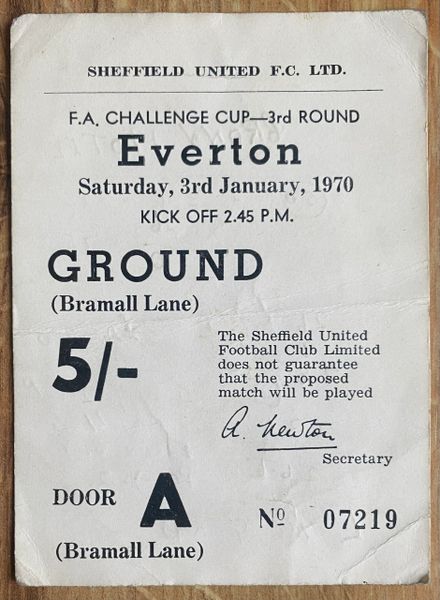 SHEFFIELD UNITED F.C. LTD.
F.A. CHALLENGE CUP—3rd ROUND
Everton
Saturday, 3rd January, 1970
KICK OFF 2.45 P.M.
GROUND
(Bramall Lane)
5/-
The Sheffield United
Football Club Limited
does not guarantee
that the proposed
match will be played
A. Newton
Secretary
DOOR A
(Bramall Lane)
Nº 07219